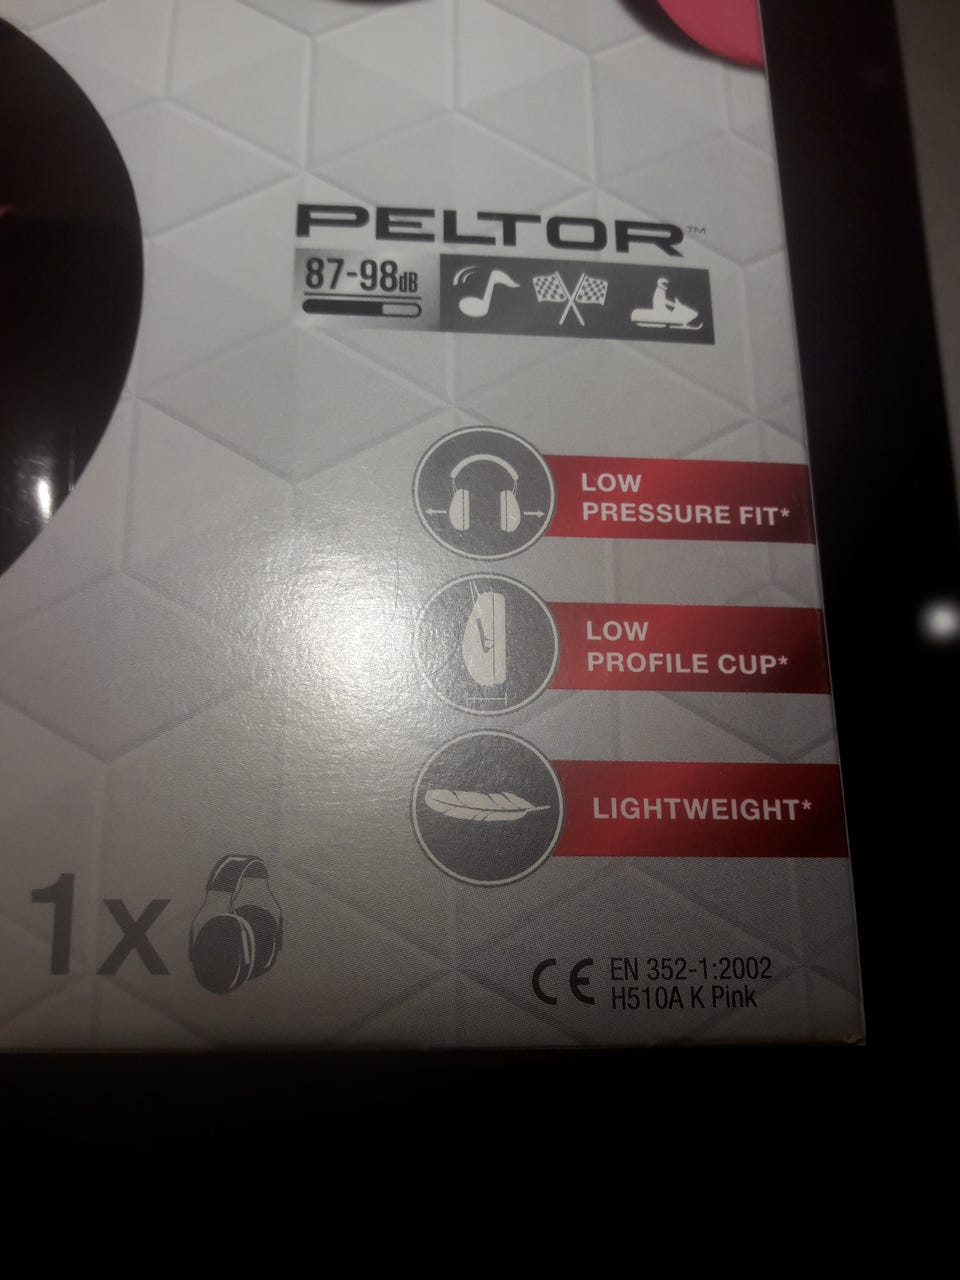 PELTOR™
87-98dB
LOW
PRESSURE FIT*
LOW
PROFILE CUP*
LIGHTWEIGHT*
1x
CE EN 352-1:2002
H510A K Pink